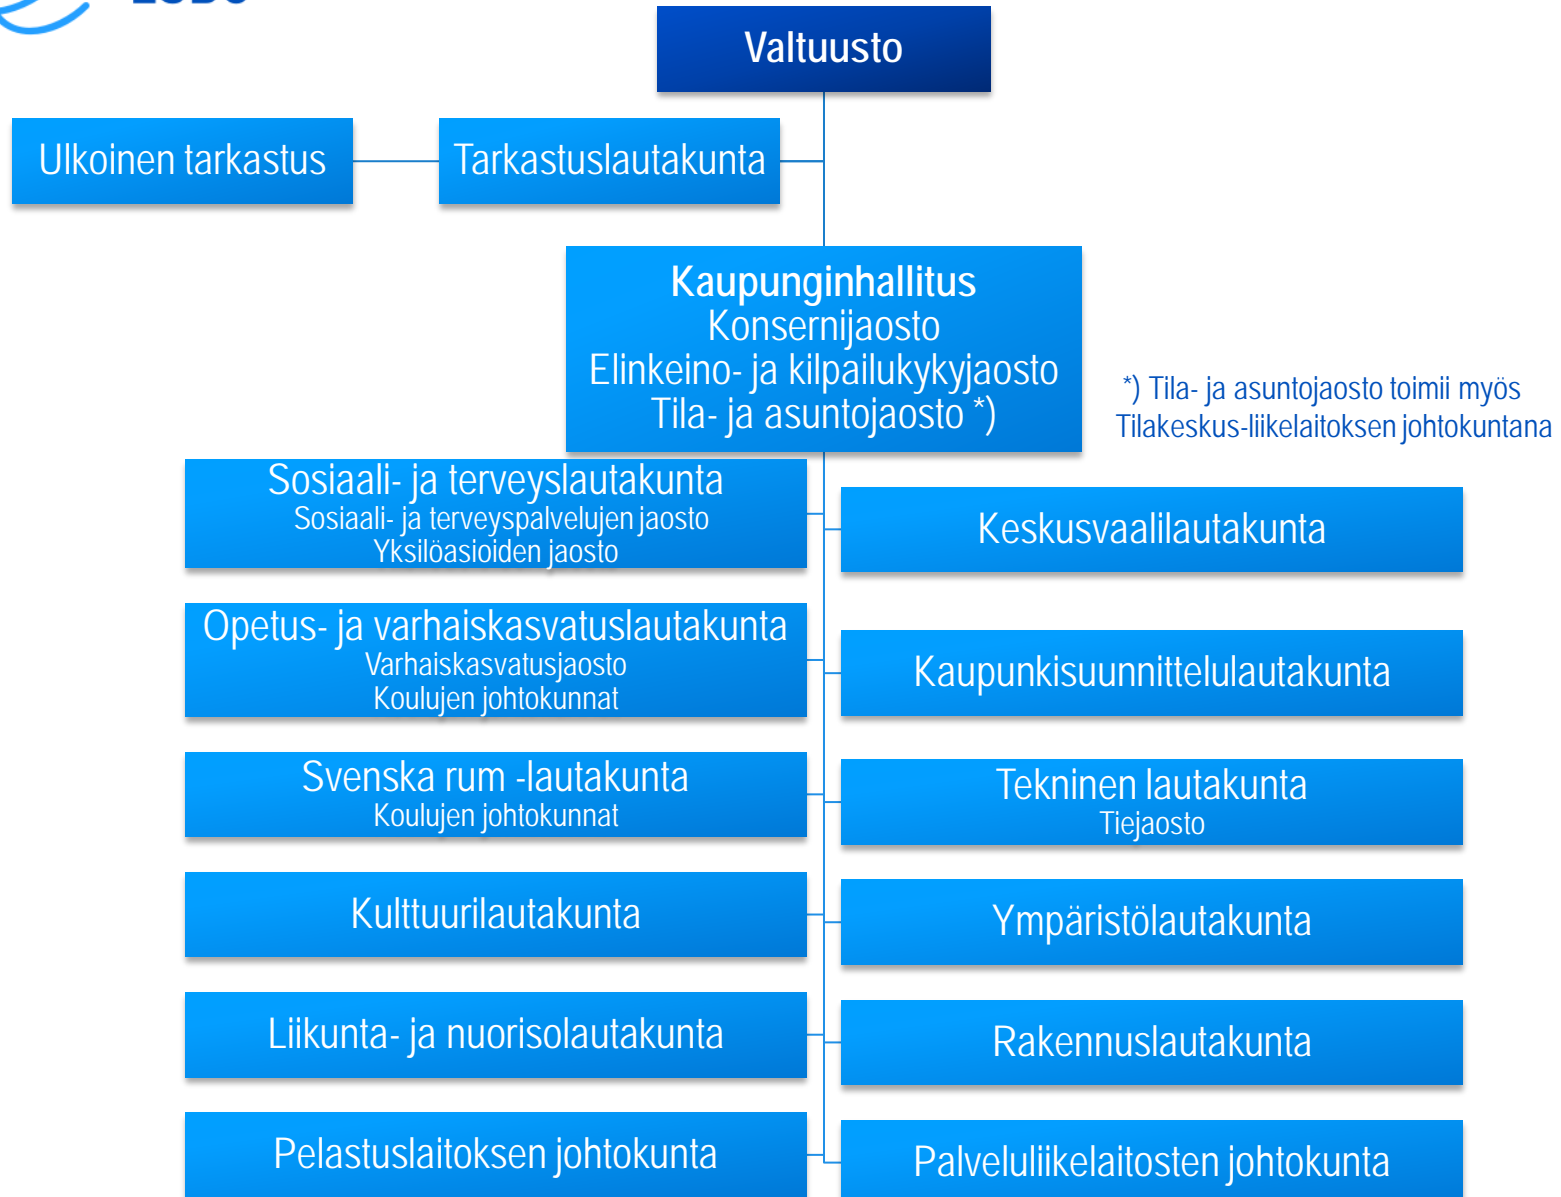 Valtuusto
Ulkoinen tarkastus
Tarkastuslautakunta
Kaupunginhallitus
Konsernijaosto
Elinkeino- ja kilpailukykyjaosto
Tila- ja asuntojaosto *)
*) Tila- ja asuntojaosto toimii myös
Tilakeskus-liikelaitoksen johtokuntana
Sosiaali- ja terveyslautakunta
Sosiaali- ja terveyspalvelujen jaosto
Yksilöasioiden jaosto
Keskusvaalilautakunta
Opetus- ja varhaiskasvatuslautakunta
Varhaiskasvatusjaosto
Koulujen johtokunnat
Kaupunkisuunnittelulautakunta
Svenska rum -lautakunta
Koulujen johtokunnat
Tekninen lautakunta
Tiejaosto
Kulttuurilautakunta
Ympäristölautakunta
Liikunta- ja nuorisolautakunta
Rakennuslautakunta
Pelastuslaitoksen johtokunta
Palveluliikelaitosten johtokunta